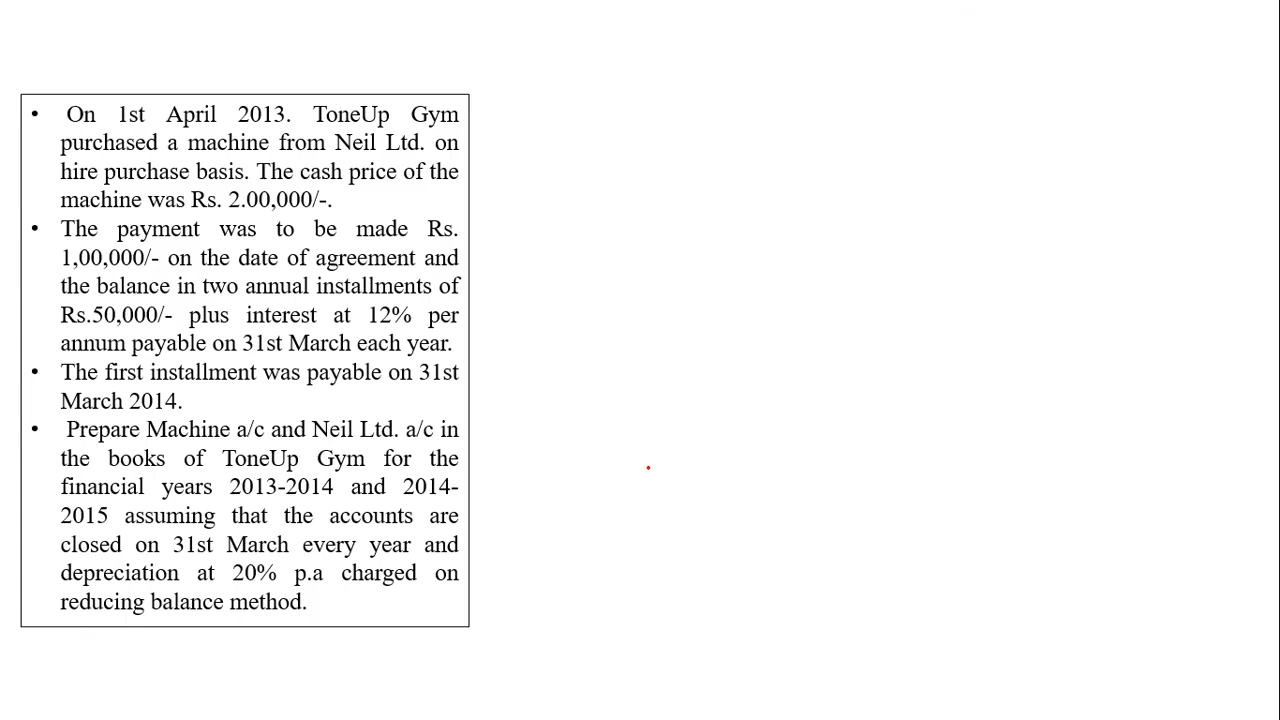 • On 1st April 2013. ToneUp Gym
purchased a machine from Neil Ltd. on
hire purchase basis. The cash price of the
machine was Rs. 2.00,000/-.
• The payment was to be made Rs.
1,00,000/- on the date of agreement and
the balance in two annual installments of
Rs.50,000/- plus interest at 12% per
annum payable on 31st March each year.
• The first installment was payable on 31st
March 2014.
• Prepare Machine a/c and Neil Ltd. a/c in
the books of ToneUp Gym for the
financial years 2013-2014 and 2014-
2015 assuming that the accounts are
closed on 31st March every year and
depreciation at 20% p.a charged on
reducing balance method.